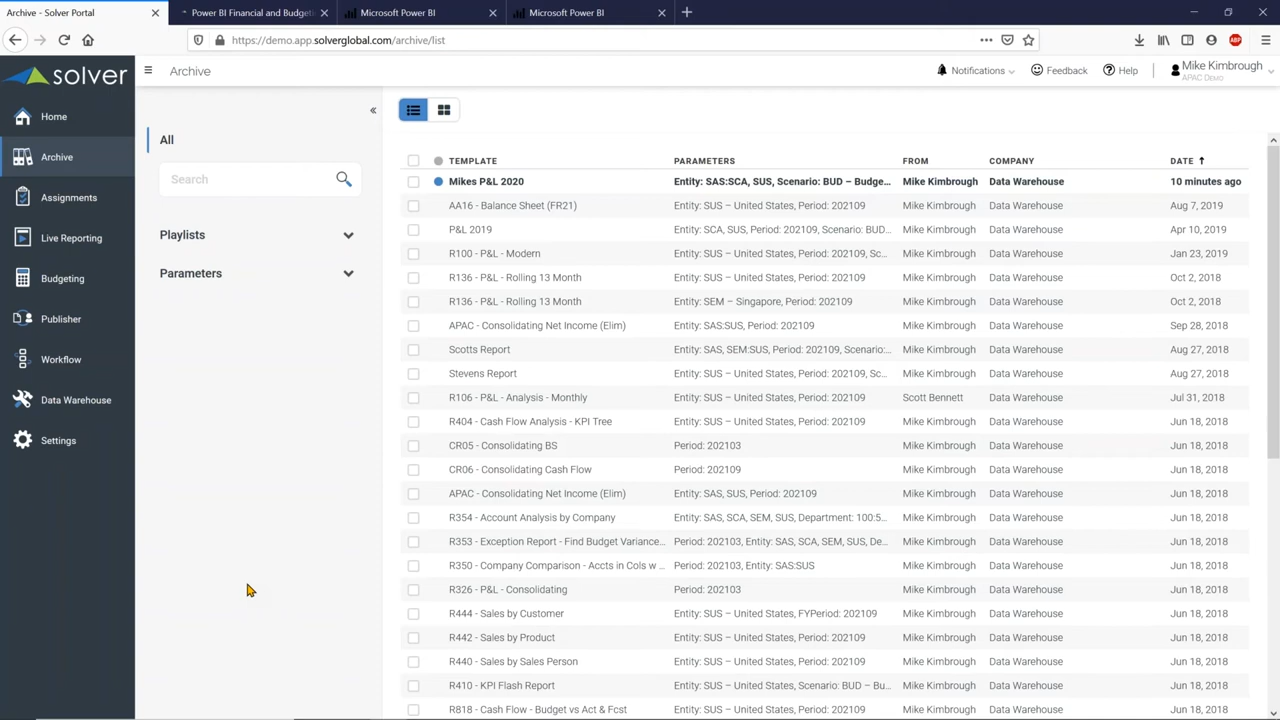 Archive - Solver Portal
Power BI Financial and Budgeti
Microsoft Power BI
Microsoft Power BI
https://demo.app.solverglobal.com/archive/list
ABP
solver
Archive
Notifications
Feedback
Help
Mike Kimbrough
APAC Demo
Home
Archive
Assignments
Live Reporting
Budgeting
Publisher
Workflow
Data Warehouse
Settings
All
Search
Playlists
Parameters
TEMPLATE PARAMETERS FROM COMPANY DATE
Mikes P&L 2020 Entity: SAS:SCA, SUS, Scenario: BUD – Budge... Mike Kimbrough Data Warehouse 10 minutes ago
AA16 - Balance Sheet (FR21) Entity: SUS – United States, Period: 202109 Mike Kimbrough Data Warehouse Aug 7, 2019
P&L 2019 Entity: SCA, SUS, Period: 202109, Scenario: BUD... Mike Kimbrough Data Warehouse Apr 10, 2019
R100 - P&L - Modern Entity: SUS – United States, Period: 202109, Sc... Mike Kimbrough Data Warehouse Jan 23, 2019
R136 - P&L - Rolling 13 Month Entity: SUS – United States, Period: 202109 Mike Kimbrough Data Warehouse Oct 2, 2018
R136 - P&L - Rolling 13 Month Entity: SEM – Singapore, Period: 202109 Mike Kimbrough Data Warehouse Oct 2, 2018
APAC - Consolidating Net Income (Elim) Entity: SAS:SUS, Period: 202109 Mike Kimbrough Data Warehouse Sep 28, 2018
Scotts Report Entity: SAS, SEM:SUS, Period: 202109, Scenario:... Mike Kimbrough Data Warehouse Aug 27, 2018
Stevens Report Entity: SUS – United States, Period: 202109, Sc... Mike Kimbrough Data Warehouse Aug 27, 2018
R106 - P&L - Analysis - Monthly Entity: SUS – United States, Period: 202109 Scott Bennett Data Warehouse Jul 31, 2018
R404 - Cash Flow Analysis - KPI Tree Entity: SUS – United States, Period: 202109 Mike Kimbrough Data Warehouse Jun 18, 2018
CR05 - Consolidating BS Period: 202103 Mike Kimbrough Data Warehouse Jun 18, 2018
CR06 - Consolidating Cash Flow Period: 202109 Mike Kimbrough Data Warehouse Jun 18, 2018
APAC - Consolidating Net Income (Elim) Entity: SAS, SUS, Period: 202109 Mike Kimbrough Data Warehouse Jun 18, 2018
R354 - Account Analysis by Company Entity: SAS, SCA, SEM, SUS, Department: 100:5... Mike Kimbrough Data Warehouse Jun 18, 2018
R353 - Exception Report - Find Budget Variance... Period: 202103, Entity: SAS, SCA, SEM, SUS, De... Mike Kimbrough Data Warehouse Jun 18, 2018
R350 - Company Comparison - Accts in Cols w ... Period: 202103, Entity: SAS:SUS Mike Kimbrough Data Warehouse Jun 18, 2018
R326 - P&L - Consolidating Period: 202103 Mike Kimbrough Data Warehouse Jun 18, 2018
R444 - Sales by Customer Entity: SUS – United States, FYPeriod: 202109 Mike Kimbrough Data Warehouse Jun 18, 2018
R442 - Sales by Product Entity: SUS – United States, Period: 202109 Mike Kimbrough Data Warehouse Jun 18, 2018
R440 - Sales by Sales Person Entity: SUS – United States, Period: 202109 Mike Kimbrough Data Warehouse Jun 18, 2018
R410 - KPI Flash Report Entity: SUS – United States, Scenario: BUD – Bu... Mike Kimbrough Data Warehouse Jun 18, 2018
R818 - Cash Flow - Budget vs Act & Fcst Entity: SUS – United States, Period: 202109 Mike Kimbrough Data Warehouse Jun 18, 2018